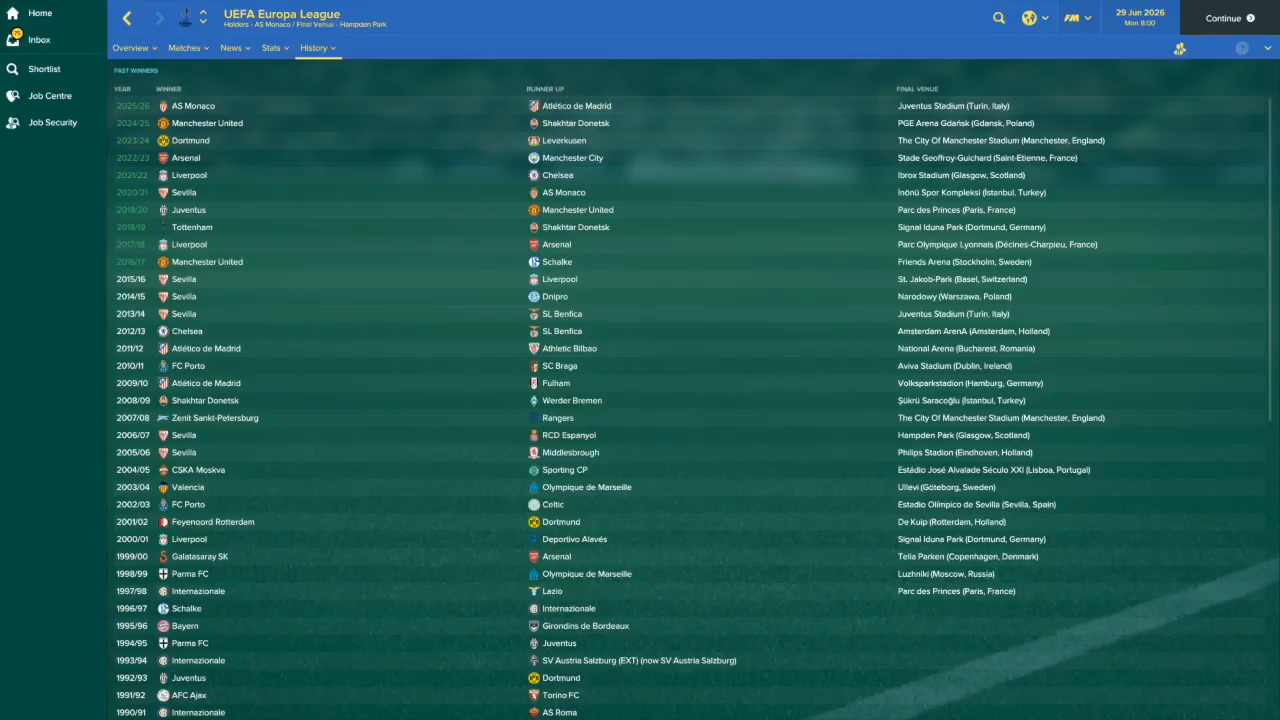 Home
Inbox
Shortlist
Job Centre
Job Security
UEFA Europa League
Holders - AS Monaco / Final Venue - Hampden Park
FM
29 Jun 2026
Mon 8:00
Continue
Overview
Matches
News
Stats
History
?
PAST WINNERS
YEAR WINNER RUNNER UP FINAL VENUE
2025/26 AS Monaco Atlético de Madrid Juventus Stadium (Turin, Italy)
2024/25 Manchester United Shakhtar Donetsk PGE Arena Gdańsk (Gdansk, Poland)
2023/24 Dortmund Leverkusen The City Of Manchester Stadium (Manchester, England)
2022/23 Arsenal Manchester City Stade Geoffroy-Guichard (Saint-Etienne, France)
2021/22 Liverpool Chelsea Ibrox Stadium (Glasgow, Scotland)
2020/21 Sevilla AS Monaco İnönü Spor Kompleksi (İstanbul, Turkey)
2019/20 Juventus Manchester United Parc des Princes (Paris, France)
2018/19 Tottenham Shakhtar Donetsk Signal Iduna Park (Dortmund, Germany)
2017/18 Liverpool Arsenal Parc Olympique Lyonnais (Décines-Charpieu, France)
2016/17 Manchester United Schalke Friends Arena (Stockholm, Sweden)
2015/16 Sevilla Liverpool St. Jakob-Park (Basel, Switzerland)
2014/15 Sevilla Dnipro Narodowy (Warszawa, Poland)
2013/14 Sevilla SL Benfica Juventus Stadium (Turin, Italy)
2012/13 Chelsea SL Benfica Amsterdam ArenA (Amsterdam, Holland)
2011/12 Atlético de Madrid Athletic Bilbao National Arena (Bucharest, Romania)
2010/11 FC Porto SC Braga Aviva Stadium (Dublin, Ireland)
2009/10 Atlético de Madrid Fulham Volksparkstadion (Hamburg, Germany)
2008/09 Shakhtar Donetsk Werder Bremen Şükrü Saracoğlu (İstanbul, Turkey)
2007/08 Zenit Sankt-Petersburg Rangers The City Of Manchester Stadium (Manchester, England)
2006/07 Sevilla RCD Espanyol Hampden Park (Glasgow, Scotland)
2005/06 Sevilla Middlesbrough Philips Stadion (Eindhoven, Holland)
2004/05 CSKA Moskva Sporting CP Estádio José Alvalade Século XXI (Lisboa, Portugal)
2003/04 Valencia Olympique de Marseille Ullevi (Göteborg, Sweden)
2002/03 FC Porto Celtic Estadio Olímpico de Sevilla (Sevilla, Spain)
2001/02 Feyenoord Rotterdam Dortmund De Kuip (Rotterdam, Holland)
2000/01 Liverpool Deportivo Alavés Signal Iduna Park (Dortmund, Germany)
1999/00 Galatasaray SK Arsenal Telia Parken (Copenhagen, Denmark)
1998/99 Parma FC Olympique de Marseille Luzhniki (Moscow, Russia)
1997/98 Internazionale Lazio Parc des Princes (Paris, France)
1996/97 Schalke Internazionale
1995/96 Bayern Girondins de Bordeaux
1994/95 Parma FC Juventus
1993/94 Internazionale SV Austria Salzburg (EXT) (now SV Austria Salzburg)
1992/93 Juventus Dortmund
1991/92 AFC Ajax Torino FC
1990/91 Internazionale AS Roma